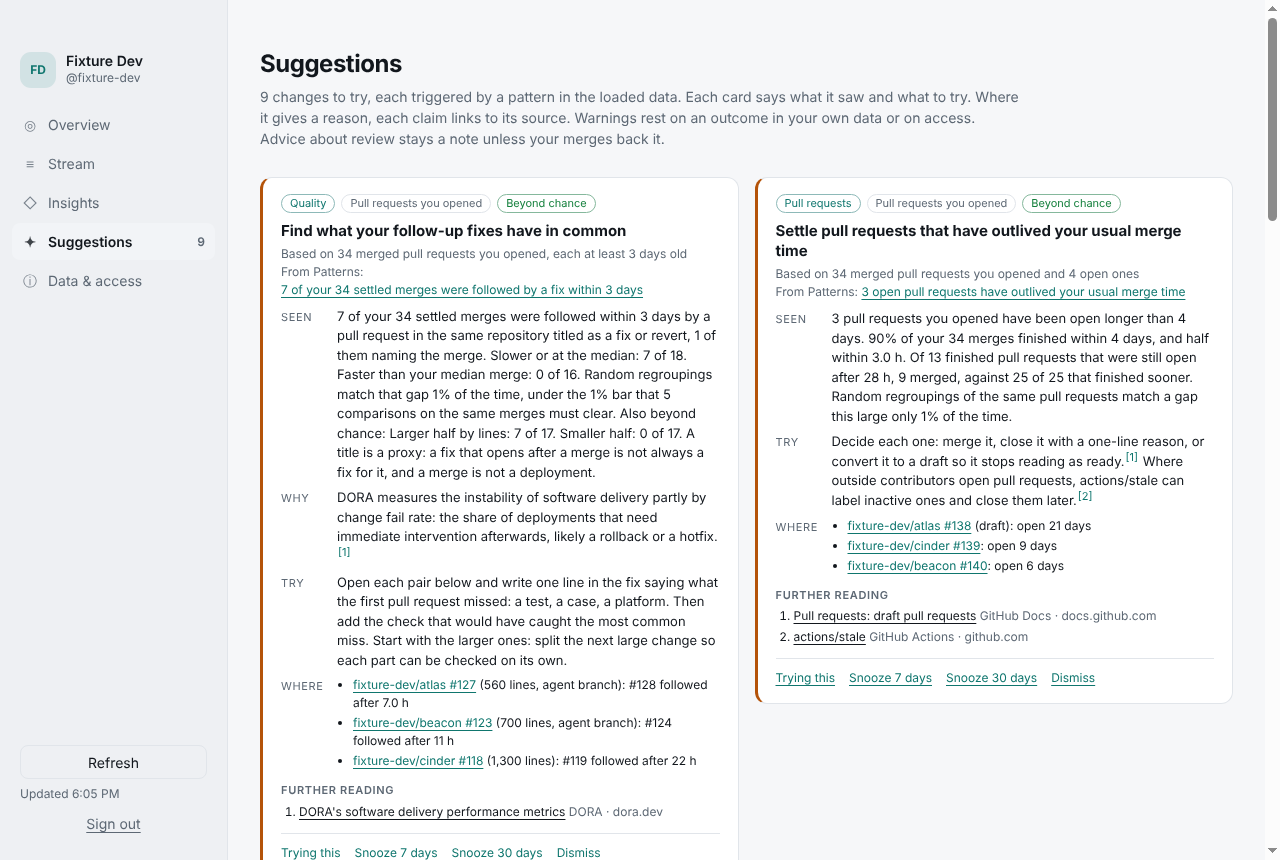 FD
Fixture Dev
@fixture-dev
Overview
Stream
Insights
Suggestions 9
Data & access
Refresh
Updated 6:05 PM
Sign out
Suggestions
9 changes to try, each triggered by a pattern in the loaded data. Each card says what it saw and what to try. Where
it gives a reason, each claim links to its source. Warnings rest on an outcome in your own data or on access.
Advice about review stays a note unless your merges back it.
Quality Pull requests you opened Beyond chance
Find what your follow-up fixes have in common
Based on 34 merged pull requests you opened, each at least 3 days old
From Patterns:
7 of your 34 settled merges were followed by a fix within 3 days
SEEN
7 of your 34 settled merges were followed within 3 days by a
pull request in the same repository titled as a fix or revert, 1 of
them naming the merge. Slower or at the median: 7 of 18.
Faster than your median merge: 0 of 16. Random regroupings
match that gap 1% of the time, under the 1% bar that 5
comparisons on the same merges must clear. Also beyond
chance: Larger half by lines: 7 of 17. Smaller half: 0 of 17. A
title is a proxy: a fix that opens after a merge is not always a
fix for it, and a merge is not a deployment.
WHY
DORA measures the instability of software delivery partly by
change fail rate: the share of deployments that need
immediate intervention afterwards, likely a rollback or a hotfix.
[1]
TRY
Open each pair below and write one line in the fix saying what
the first pull request missed: a test, a case, a platform. Then
add the check that would have caught the most common
miss. Start with the larger ones: split the next large change so
each part can be checked on its own.
WHERE
• fixture-dev/atlas #127 (560 lines, agent branch): #128 followed
after 7.0 h
• fixture-dev/beacon #123 (700 lines, agent branch): #124
followed after 11 h
• fixture-dev/cinder #118 (1,300 lines): #119 followed after 22 h
FURTHER READING
1. DORA's software delivery performance metrics DORA · dora.dev
Trying this Snooze 7 days Snooze 30 days Dismiss
Pull requests Pull requests you opened Beyond chance
Settle pull requests that have outlived your usual merge
time
Based on 34 merged pull requests you opened and 4 open ones
From Patterns: 3 open pull requests have outlived your usual merge time
SEEN
3 pull requests you opened have been open longer than 4
days. 90% of your 34 merges finished within 4 days, and half
within 3.0 h. Of 13 finished pull requests that were still open
after 28 h, 9 merged, against 25 of 25 that finished sooner.
Random regroupings of the same pull requests match a gap
this large only 1% of the time.
TRY
Decide each one: merge it, close it with a one-line reason, or
convert it to a draft so it stops reading as ready.[1] Where
outside contributors open pull requests, actions/stale can
label inactive ones and close them later.[2]
WHERE
• fixture-dev/atlas #138 (draft): open 21 days
• fixture-dev/cinder #139: open 9 days
• fixture-dev/beacon #140: open 6 days
FURTHER READING
1. Pull requests: draft pull requests GitHub Docs · docs.github.com
2. actions/stale GitHub Actions · github.com
Trying this Snooze 7 days Snooze 30 days Dismiss